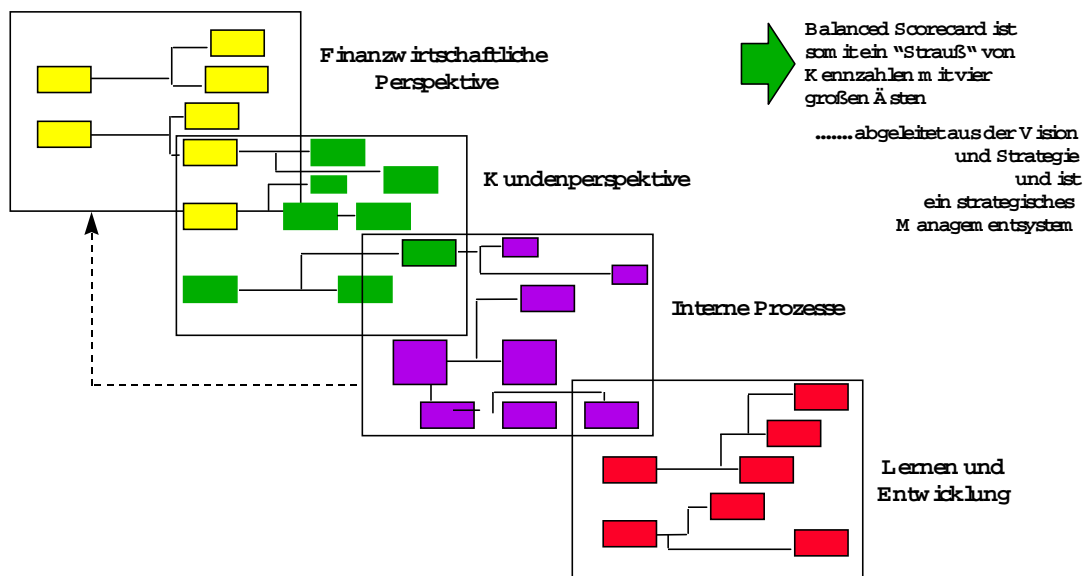 Finanzwirtschaftliche
Perspektive
Balanced Scorecard ist
somit ein "Strauß" von
Kennzahlen mit vier
großen Ästen
.......abgeleitet aus der Vision
und Strategie
und ist
ein strategisches
Managementsystem
Kundenperspektive
Interne Prozesse
Lernen und
Entwicklung